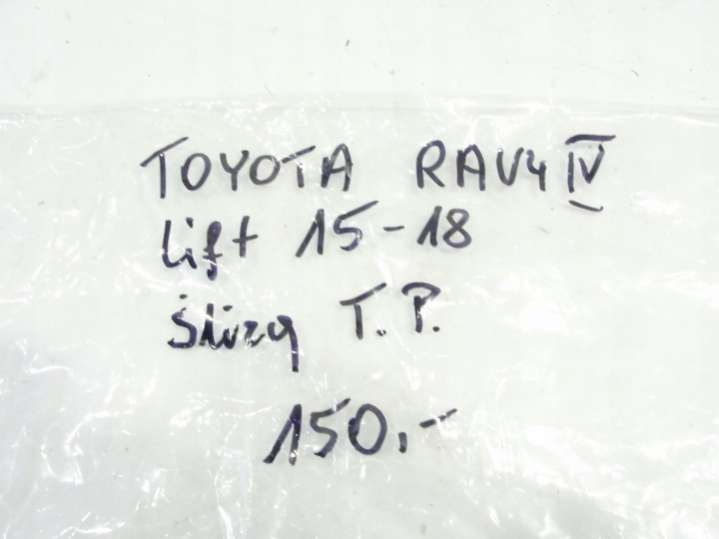 TOYOTA RAV4 IV
Lift 15-18
Ślizg T.P.
150,-